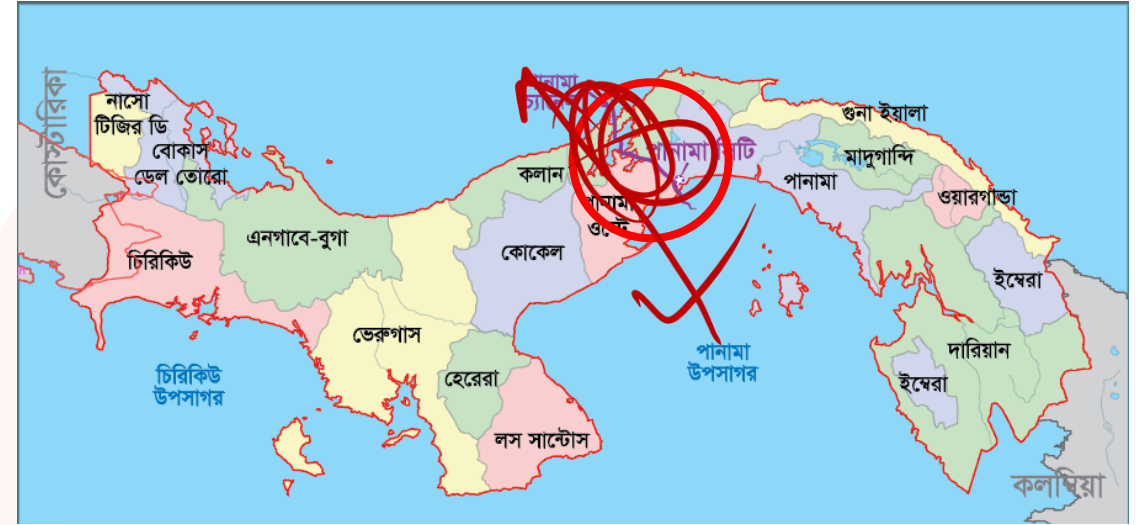 কোস্টারিকা
নাসো
টিজির ডি
বোকাস
ডেল তোরো
চিরিকিউ
এনগাবে-বুগা
চিরিকিউ
উপসাগর
ভেরুগাস
হেরেরা
লস সান্টোস
কোকেল
কলান
পানামা
পানামা
পানামা সিটি
পানামা
উপসাগর
পানামা
গুনা ইয়ালা
মাদুগান্দি
ওয়ারগান্ডা
ইম্বেরা
দারিয়ান
ইম্বেরা
কলম্বিয়া